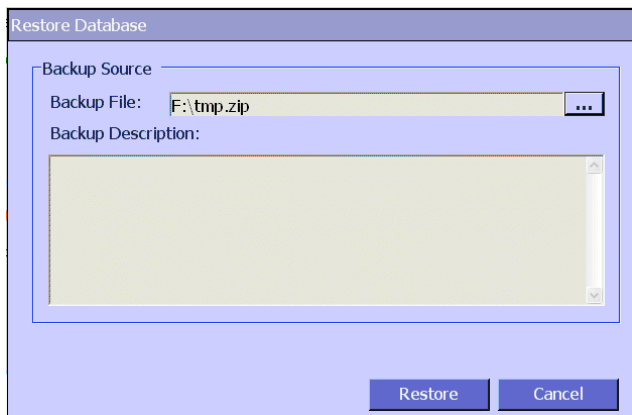 Restore Database
Backup Source
Backup File: F:\tmp.zip ...
Backup Description:
Restore Cancel